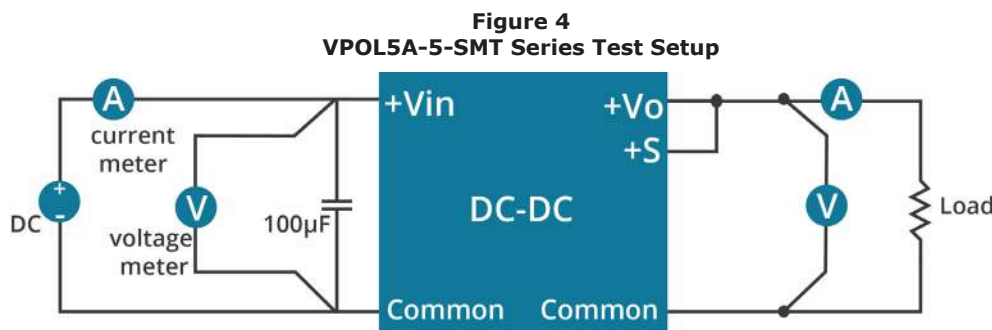 Figure 4
VPOL5A-5-SMT Series Test Setup
A
+Vin
+Vo
A
current
meter
+S
+
-
DC
V
100μF
DC-DC
V
Load
voltage
meter
Common
Common